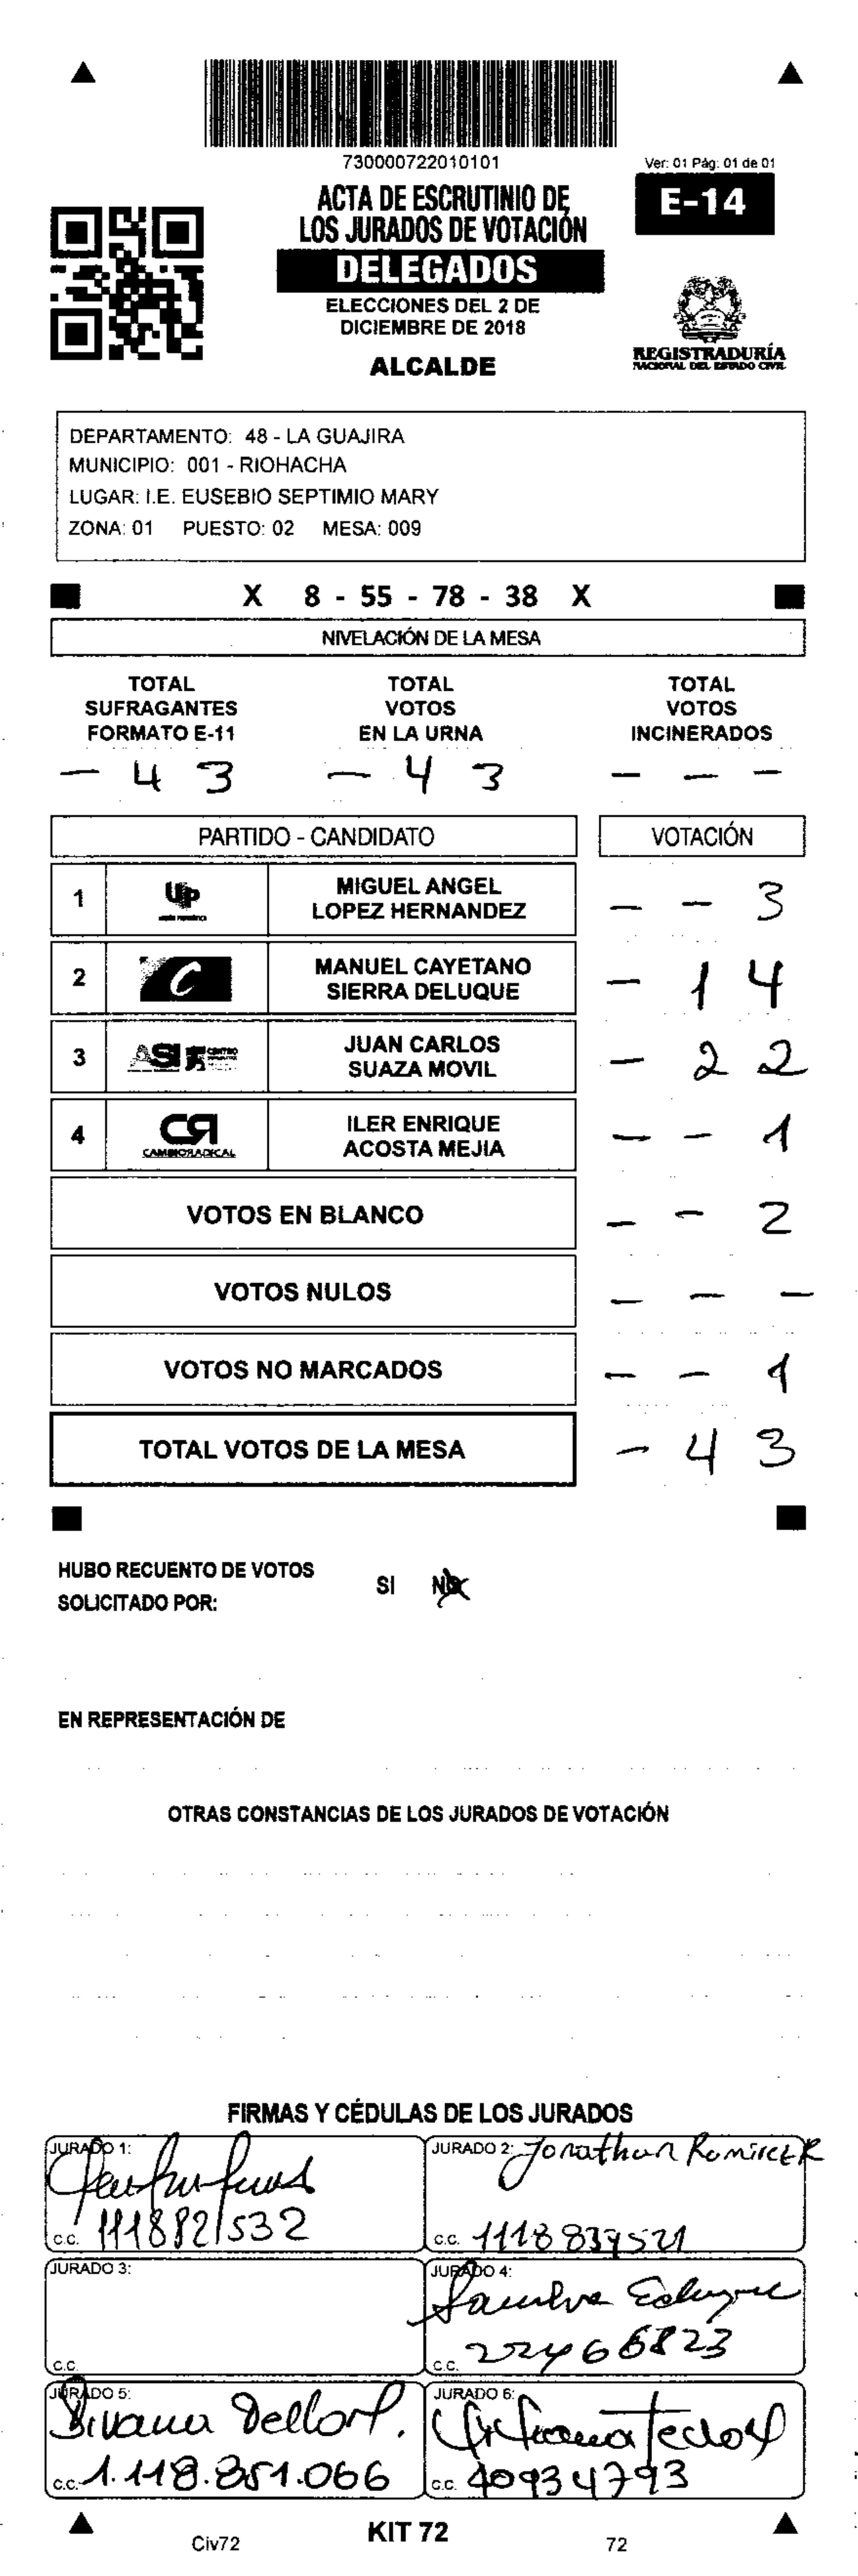 730000722010101
Ver: 01 Pág: 01 de 01
ACTA DE ESCRUTINIO DE
LOS JURADOS DE VOTACIÓN
E-14
DELEGADOS
ELECCIONES DEL 2 DE
DICIEMBRE DE 2018
ALCALDE
REGISTRADURÍA
NACIONAL DEL ESTADO CIVIL
DEPARTAMENTO: 48 - LA GUAJIRA
MUNICIPIO: 001 - RIOHACHA
LUGAR: I.E. EUSEBIO SEPTIMIO MARY
ZONA: 01 PUESTO: 02 MESA: 009
X 8 - 55 - 78 - 38 X
NIVELACIÓN DE LA MESA
TOTAL SUFRAGANTES FORMATO E-11
TOTAL VOTOS EN LA URNA
TOTAL VOTOS INCINERADOS
- 4 3 - 4 3 - - -
PARTIDO - CANDIDATO VOTACIÓN
1 UP MIGUEL ANGEL
LOPEZ HERNANDEZ - - 3
2 C MANUEL CAYETANO
SIERRA DELUQUE - 1 4
3 ASI JUAN CARLOS
SUAZA MOVIL - 2 2
4 CR CAMBIO RADICAL ILER ENRIQUE
ACOSTA MEJIA - - 1
VOTOS EN BLANCO - - 2
VOTOS NULOS - - -
VOTOS NO MARCADOS - - 1
TOTAL VOTOS DE LA MESA - 4 3
HUBO RECUENTO DE VOTOS SI NO
SOLICITADO POR:
EN REPRESENTACIÓN DE
OTRAS CONSTANCIAS DE LOS JURADOS DE VOTACIÓN
FIRMAS Y CÉDULAS DE LOS JURADOS
JURADO 1:
c.c. 1118821532
JURADO 2: Jonathan Ramirez R
c.c. 1118839521
JURADO 3:
c.c.
JURADO 4:
c.c. 22466823
JURADO 5:
c.c. 1.118.851.066
JURADO 6:
c.c. 40934793
KIT 72
Civ72 72